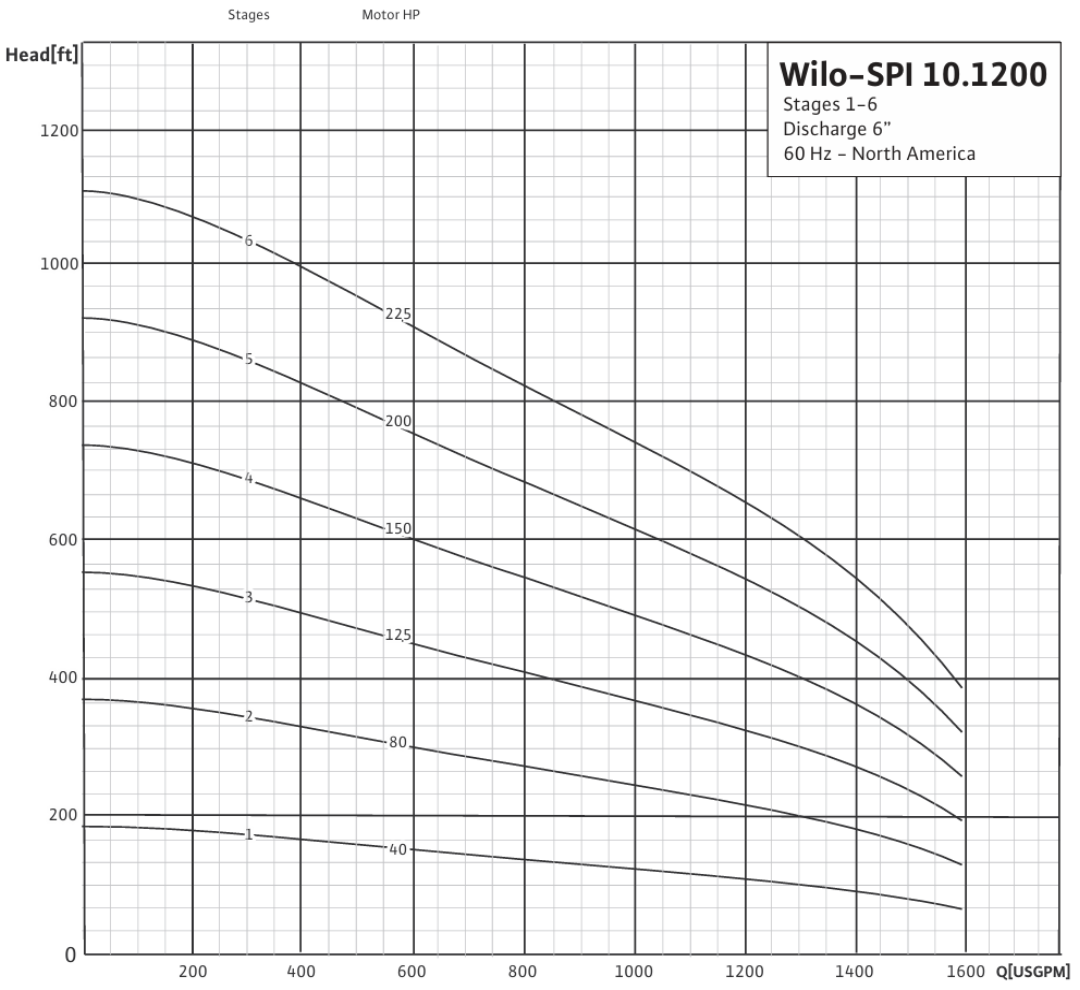 Stages Motor HP
Head[ft]
Wilo-SPI 10.1200
Stages 1-6
Discharge 6"
60 Hz - North America
1200
1000
800
600
400
200
0
6 225
5 200
4 150
3 125
2 80
1 40
200 400 600 800 1000 1200 1400 1600 Q[USGPM]